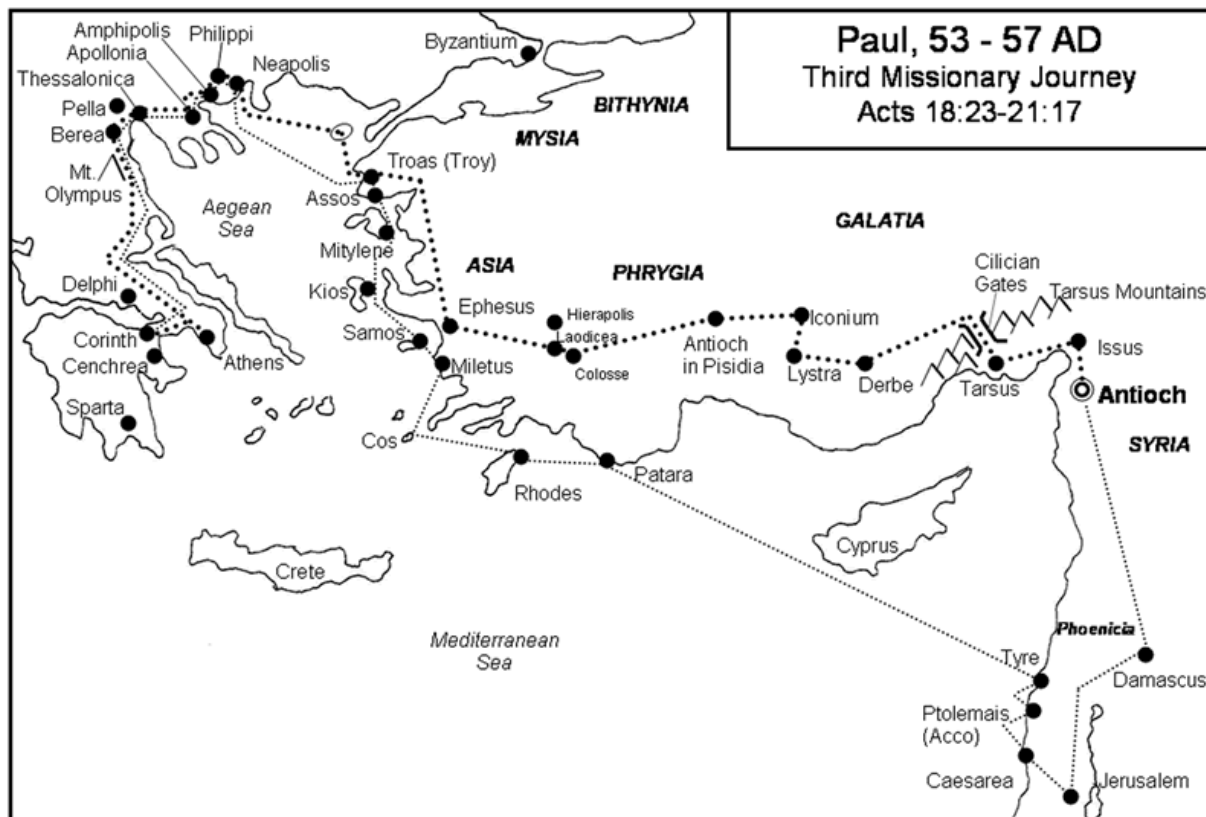 Paul, 53 - 57 AD
Third Missionary Journey
Acts 18:23-21:17
Amphipolis
Philippi
Apollonia
Thessalonica
Neapolis
Byzantium
Pella
Berea
BITHYNIA
MYSIA
Mt.
Olympus
Troas (Troy)
Assos
Aegean
Sea
GALATIA
Mitylene
ASIA
PHRYGIA
Cilician
Gates
Tarsus Mountains
Delphi
Kios
Ephesus
Hierapolis
Iconium
Samos
Laodicea
Corinth
Athens
Antioch
in Pisidia
Issus
Cenchrea
Miletus
Colosse
Lystra
Derbe
Tarsus
Antioch
Sparta
Cos
SYRIA
Patara
Rhodes
Cyprus
Crete
Mediterranean
Sea
Phoenicia
Tyre
Damascus
Ptolemais
(Acco)
Caesarea
Jerusalem